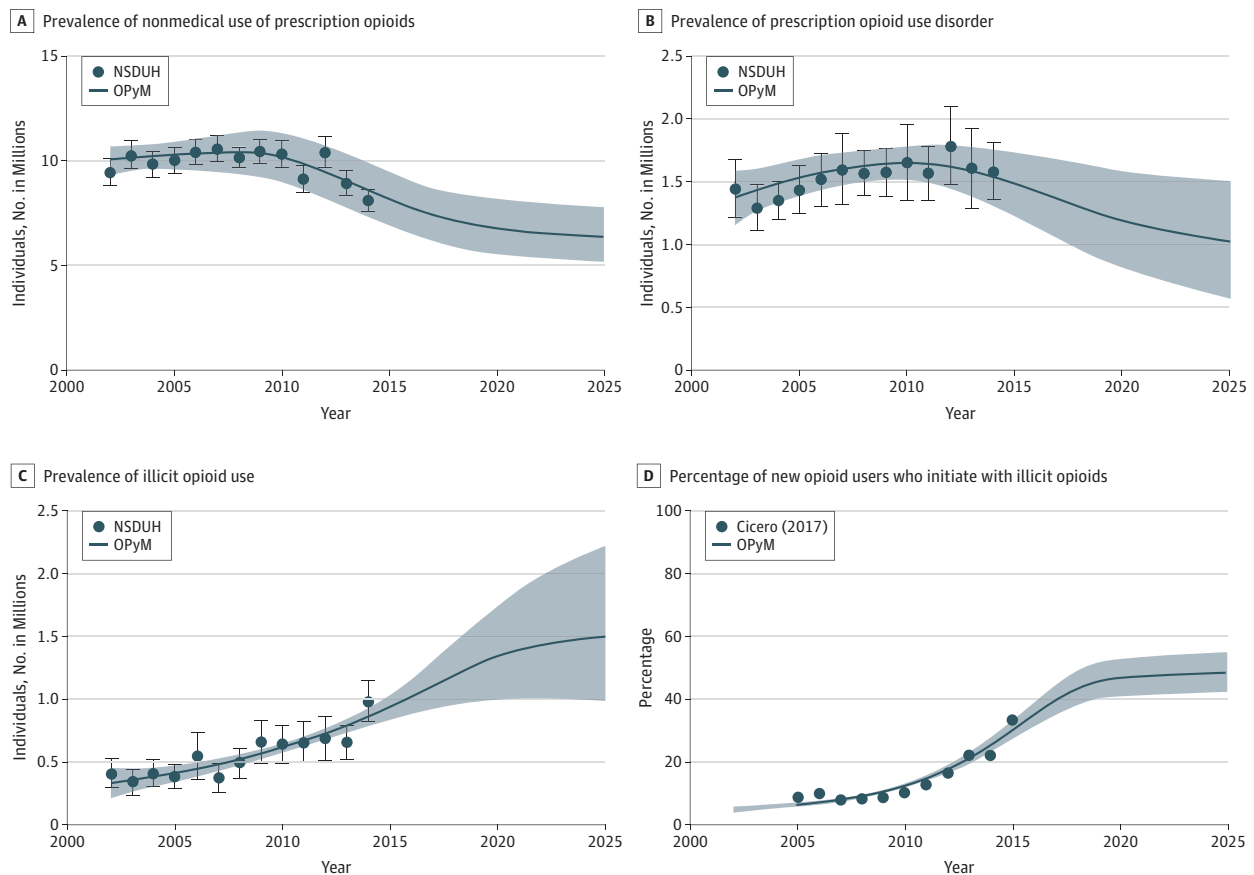 A Prevalence of nonmedical use of prescription opioids
15
10
5
0
Individuals, No. in Millions
NSDUH
OPyM
2000 2005 2010 2015 2020 2025
Year
B Prevalence of prescription opioid use disorder
2.5
2.0
1.5
1.0
0.5
0
Individuals, No. in Millions
NSDUH
OPyM
2000 2005 2010 2015 2020 2025
Year
C Prevalence of illicit opioid use
2.5
2.0
1.5
1.0
0.5
0
Individuals, No. in Millions
NSDUH
OPyM
2000 2005 2010 2015 2020 2025
Year
D Percentage of new opioid users who initiate with illicit opioids
100
80
60
40
20
0
Percentage
Cicero (2017)
OPyM
2000 2005 2010 2015 2020 2025
Year